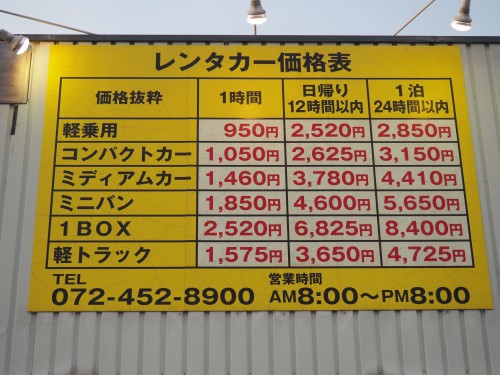 レンタカー価格表
価格抜粋 1時間 日帰り 12時間以内 1泊 24時間以内
軽乗用 950円 2,520円 2,850円
コンパクトカー 1,050円 2,625円 3,150円
ミディアムカー 1,460円 3,780円 4,410円
ミニバン 1,850円 4,600円 5,650円
1BOX 2,520円 6,825円 8,400円
軽トラック 1,575円 3,650円 4,725円
TEL 営業時間
072-452-8900 AM8:00〜PM8:00